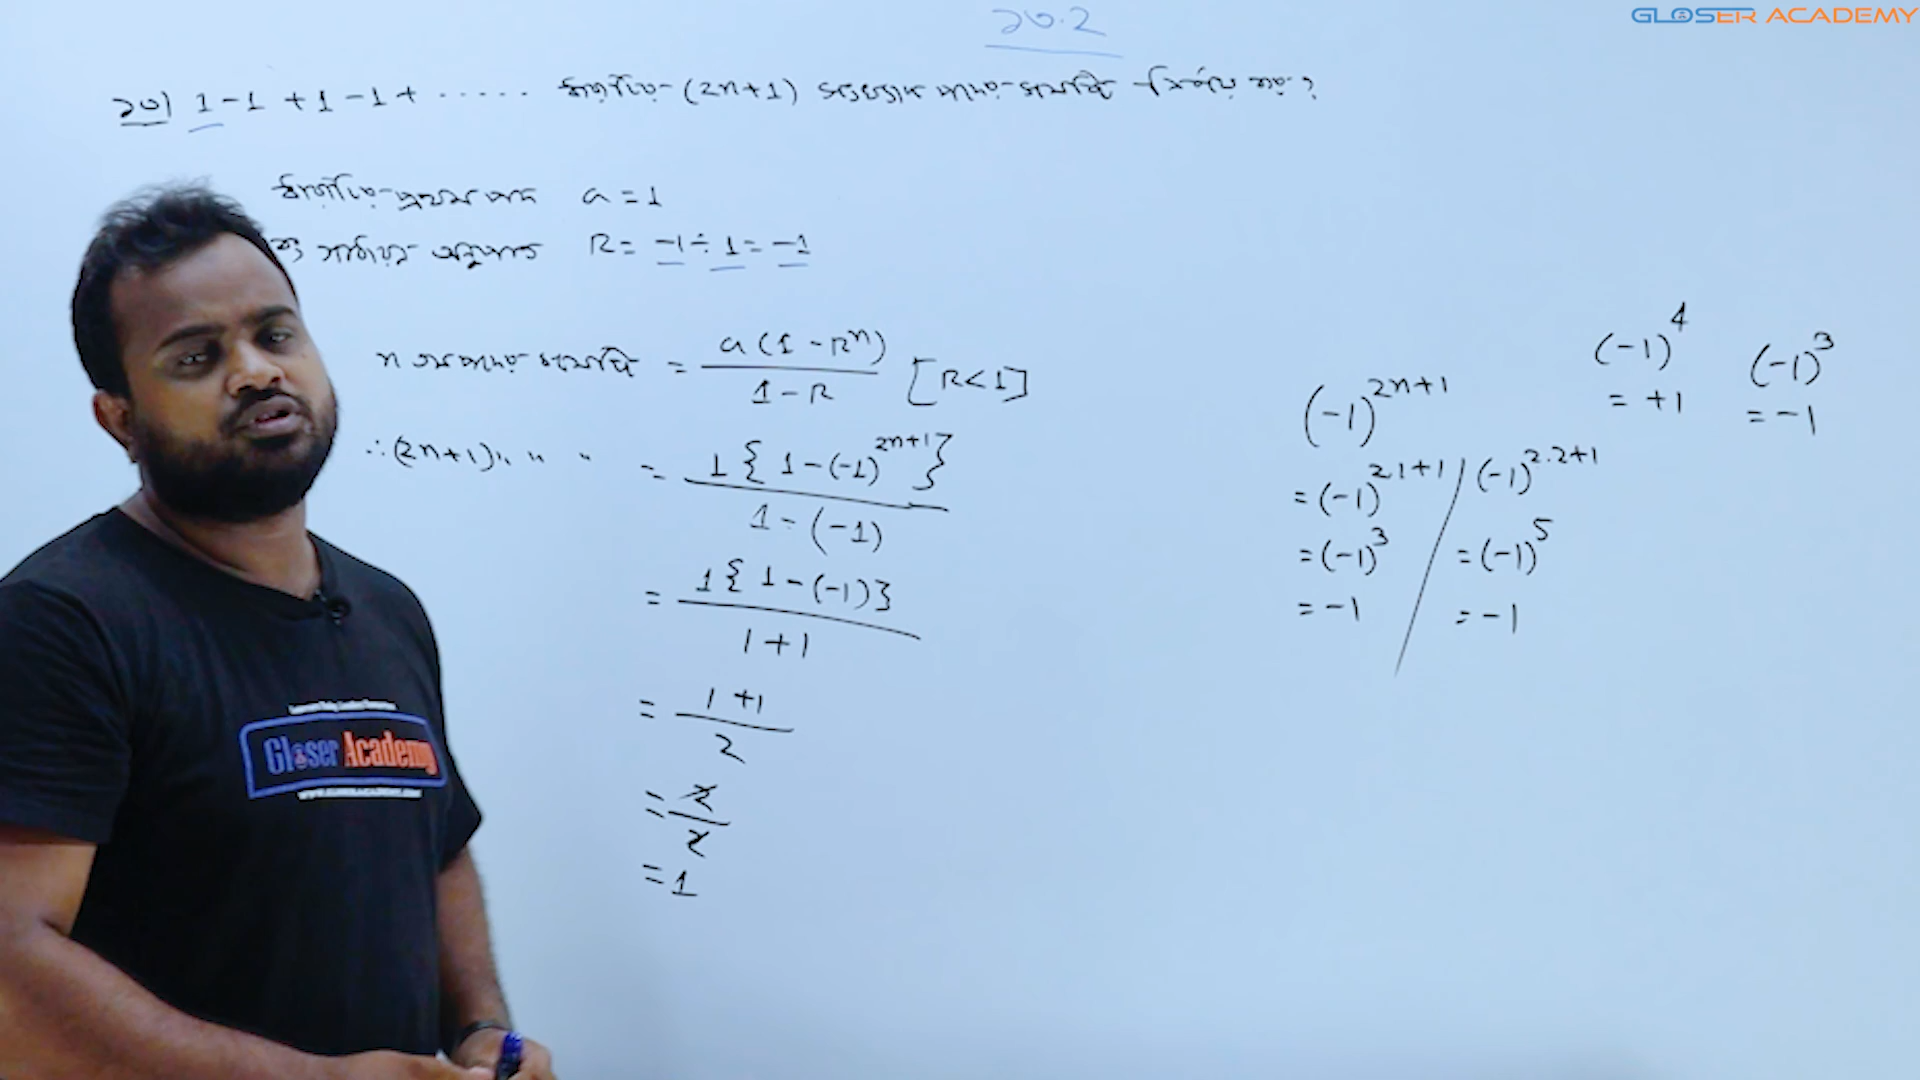 ১৩.২
GLOSER ACADEMY
১০) 1 - 1 + 1 - 1 + ..... ধারাটির (2n+1) সংখ্যক পদের সমষ্টি নির্ণয় কর?
ধারাটির প্রথম পদ a = 1
ও সাধারণ অনুপাত R = -1 ÷ 1 = -1
n তম পদের সমষ্টি = a(1 - Rⁿ) / 1 - R [R<1]
∴ (2n+1) " " " = 1{1 - (-1)^2n+1} / 1 - (-1)
= 1{1 - (-1)} / 1 + 1
= 1 + 1 / 2
= 2 / 2
= 1
(-1)^4
= +1
(-1)^3
= -1
(-1)^2n+1
= (-1)^2.1+1
= (-1)^3
= -1
(-1)^2.2+1
= (-1)^5
= -1
Gloser Academy